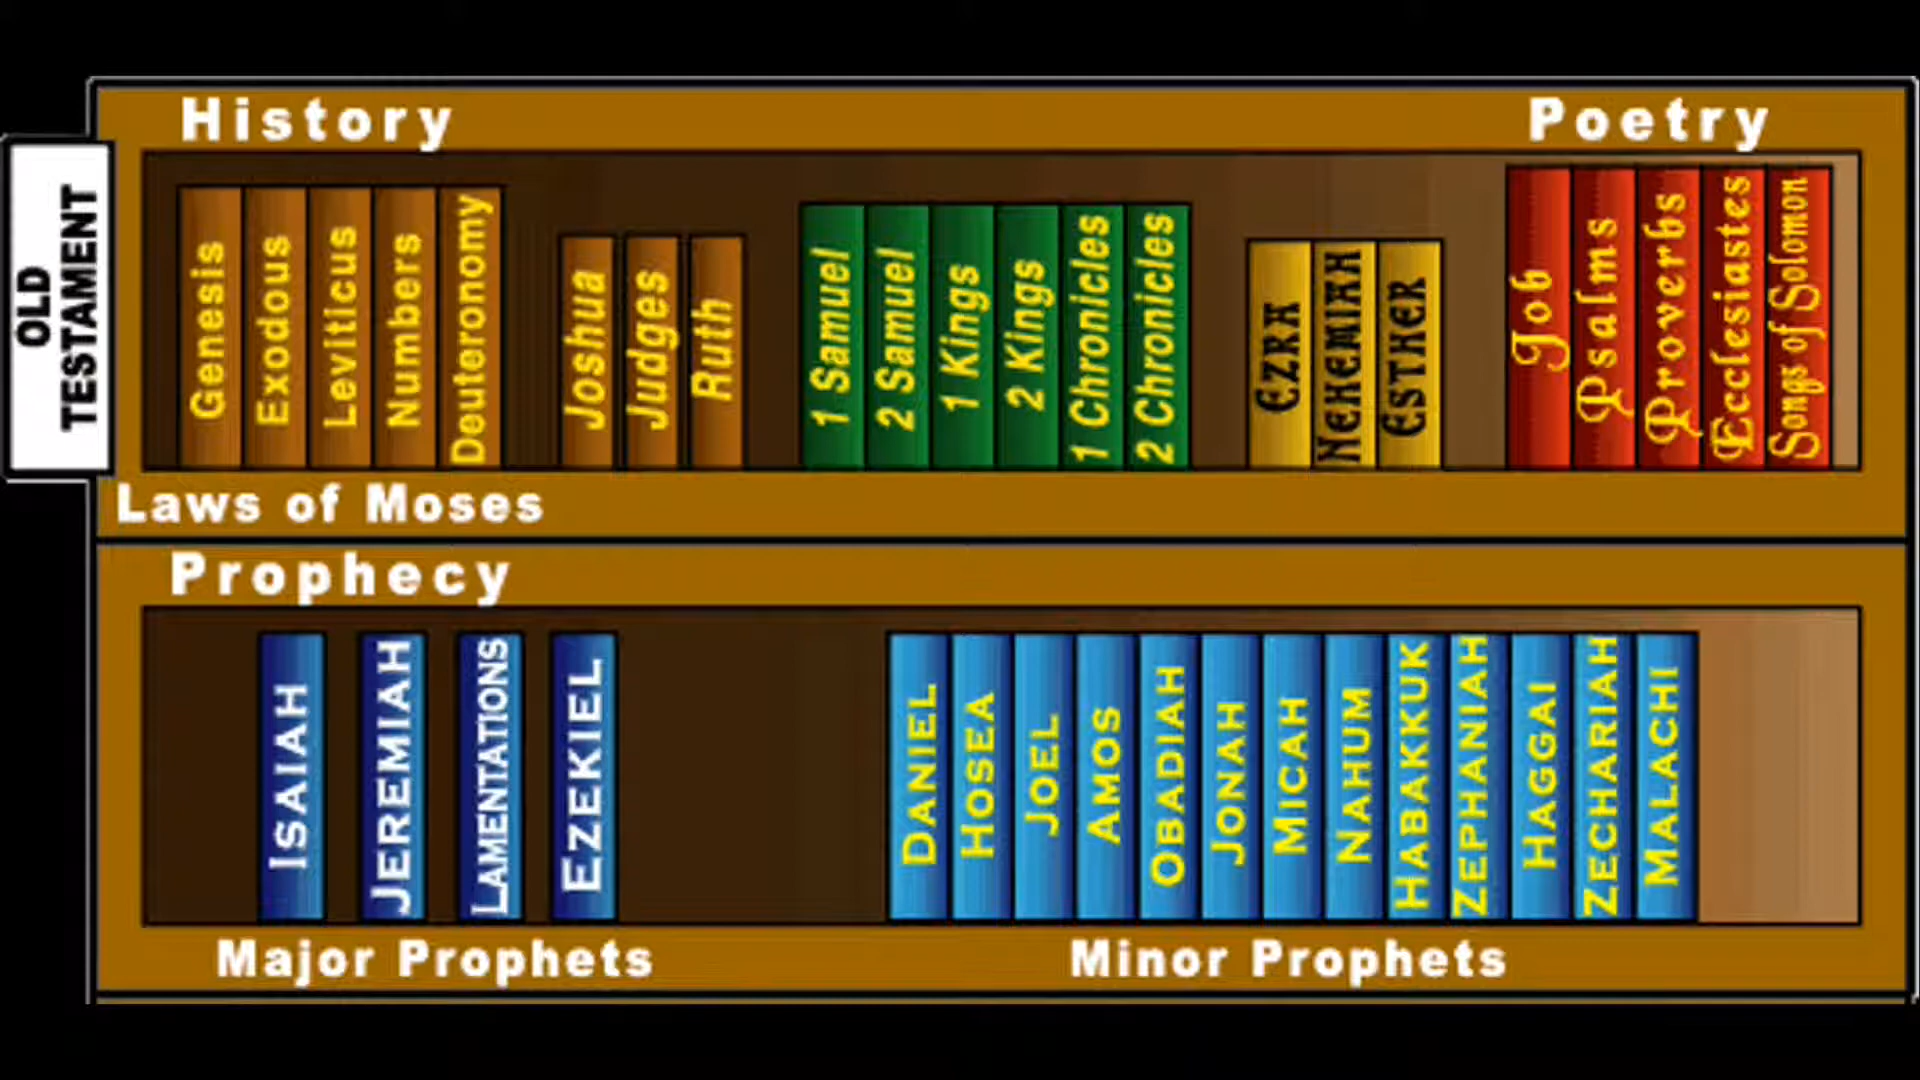 OLD
TESTAMENT
History
Poetry
Genesis
Exodous
Leviticus
Numbers
Deuteronomy
Joshua
Judges
Ruth
1 Samuel
2 Samuel
1 Kings
2 Kings
1 Chronicles
2 Chronicles
EZRA
NEHEMIAH
ESTHER
Job
Psalms
Proverbs
Ecclesiastes
Songs of Solomon
Laws of Moses
Prophecy
ISAIAH
JEREMIAH
LAMENTATIONS
EZEKIEL
DANIEL
HOSEA
JOEL
AMOS
OBADIAH
JONAH
MICAH
NAHUM
HABAKKUK
ZEPHANIAH
HAGGAI
ZECHARIAH
MALACHI
Major Prophets
Minor Prophets